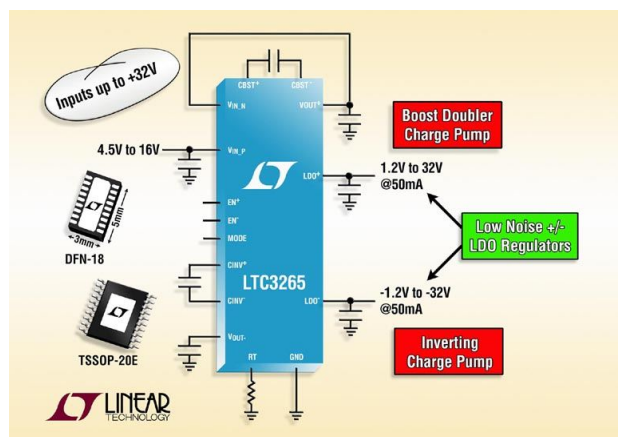 Inputs up to +32V
CBST+ CBST-
VIN_N
VOUT+
Boost Doubler
Charge Pump
4.5V to 16V
VIN_P
LDO+
1.2V to 32V
@50mA
EN+
EN-
MODE
Low Noise +/-
LDO Regulators
5mm
3mm
DFN-18
CINV+
CINV-
LTC3265
LDO-
-1.2V to -32V
@50mA
VOUT-
Inverting
Charge Pump
TSSOP-20E
RT GND
LINEAR
TECHNOLOGY